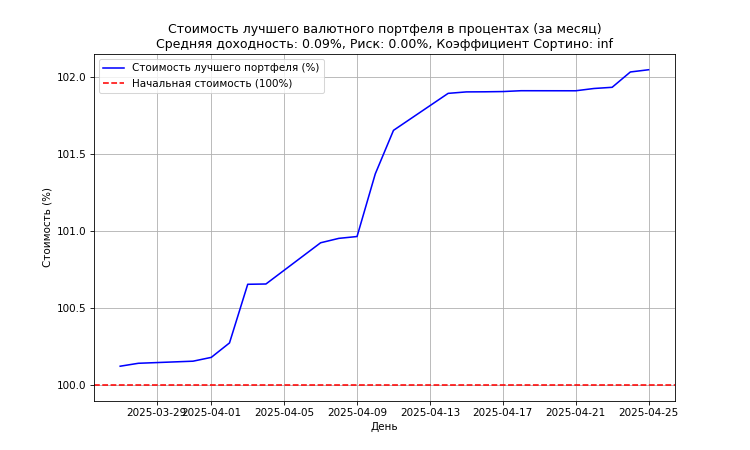 Стоимость лучшего валютного портфеля в процентах (за месяц)
Средняя доходность: 0.09%, Риск: 0.00%, Коэффициент Сортино: inf
Стоимость лучшего портфеля (%)
Начальная стоимость (100%)
Стоимость (%)
102.0
101.5
101.0
100.5
100.0
2025-03-29 2025-04-01 2025-04-05 2025-04-09 2025-04-13 2025-04-17 2025-04-21 2025-04-25
День